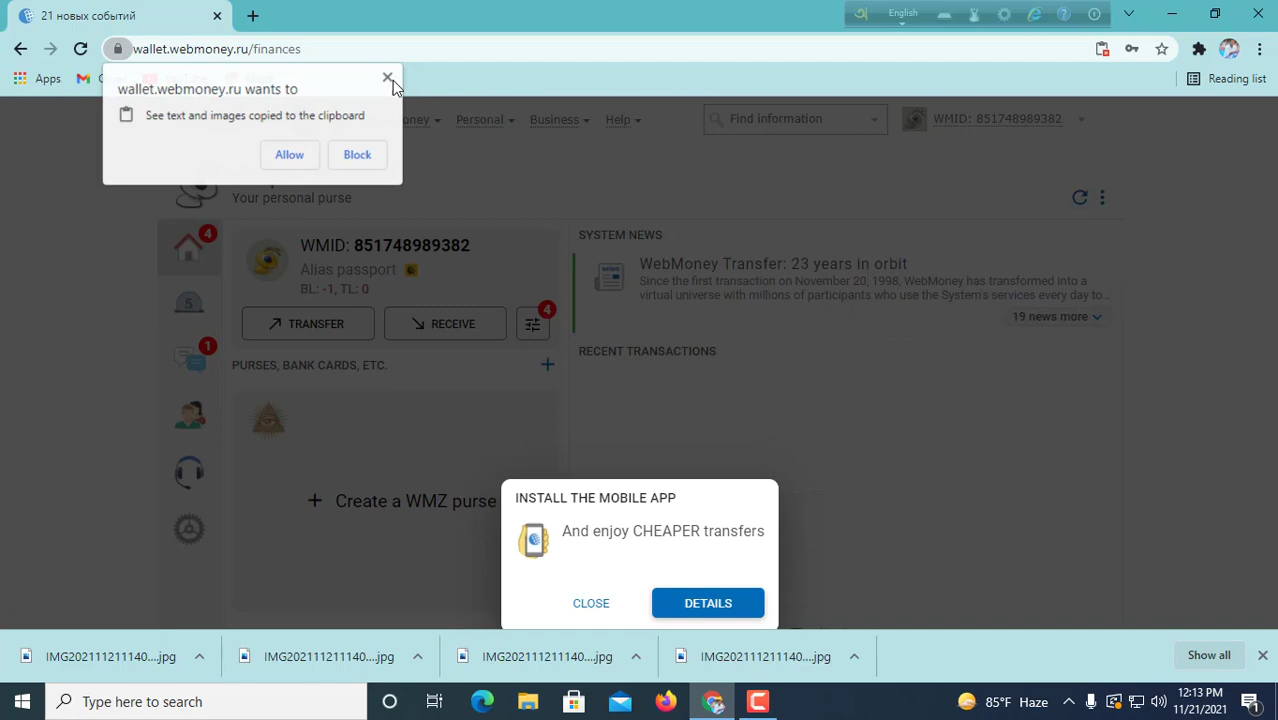 21 новых событий
English
wallet.webmoney.ru/finances
Apps
Reading list
wallet.webmoney.ru wants to
See text and images copied to the clipboard
Allow
Block
Personal
Business
Help
Find information
WMID: 851748989382
Your personal purse
4
WMID: 851748989382
Alias passport
BL: -1, TL: 0
TRANSFER
RECEIVE
4
5
1
PURSES, BANK CARDS, ETC.
Create a WMZ purse
SYSTEM NEWS
NEWS
WebMoney Transfer: 23 years in orbit
Since the first transaction on November 20, 1998, WebMoney has transformed into a
virtual universe with millions of participants who use the System's services every day to...
19 news more
RECENT TRANSACTIONS
INSTALL THE MOBILE APP
And enjoy CHEAPER transfers
CLOSE
DETAILS
IMG202111211140....jpg
IMG202111211140....jpg
IMG202111211140....jpg
IMG202111211140....jpg
Show all
Type here to search
85°F Haze
12:13 PM
11/21/2021
1